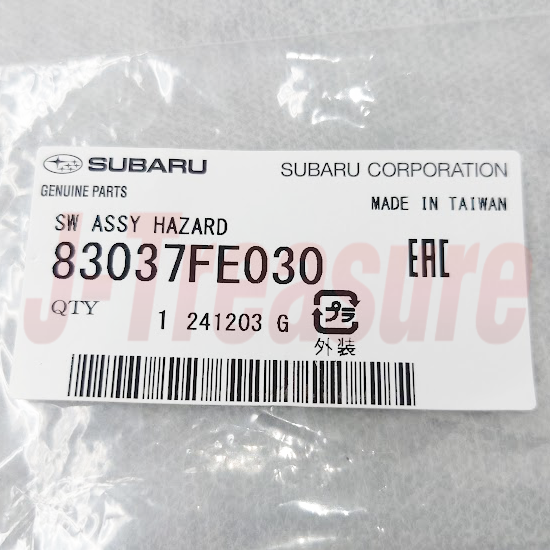 SUBARU SUBARU CORPORATION
GENUINE PARTS MADE IN TAIWAN
SW ASSY HAZARD
83037FE030 EAC
QTY 1 241203 G プラ
外装
J-Treasure